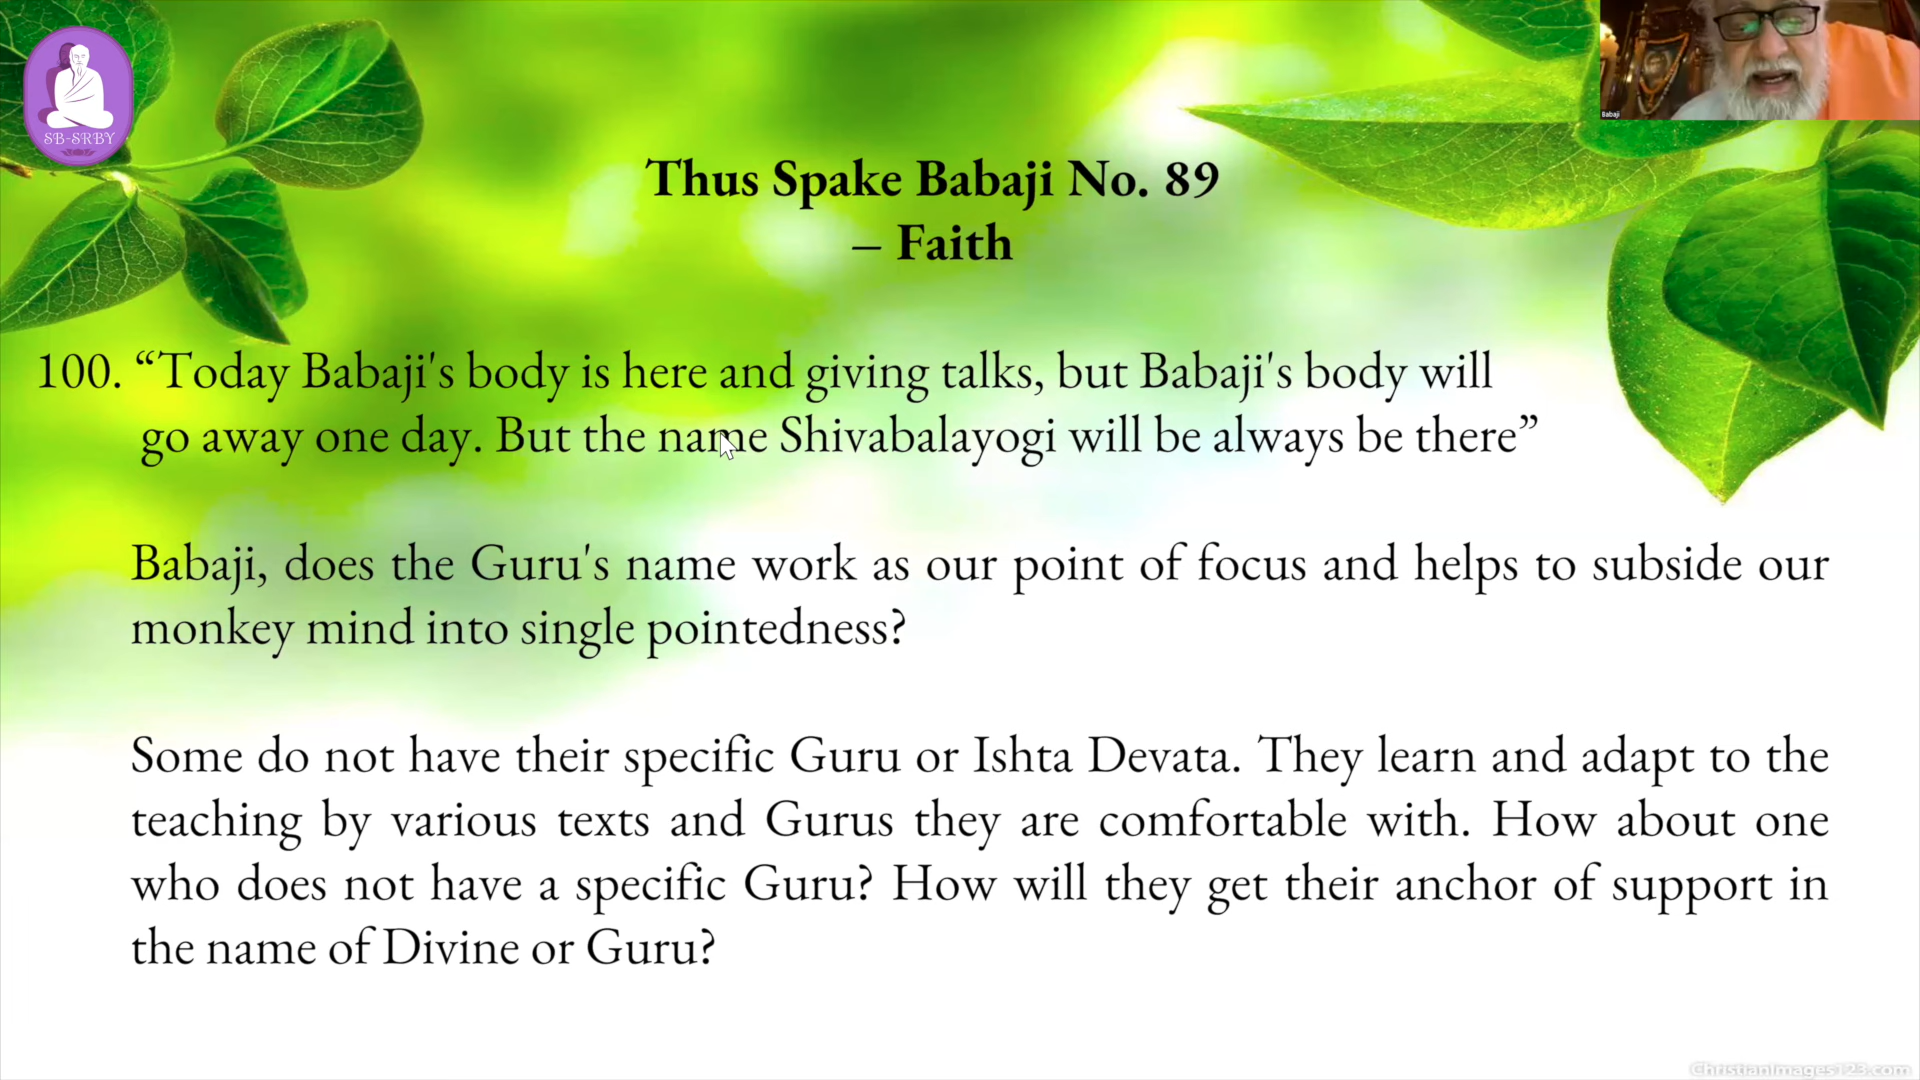 SB-SRBY
Babaji
Thus Spake Babaji No. 89
– Faith
100. “Today Babaji's body is here and giving talks, but Babaji's body will
go away one day. But the name Shivabalayogi will be always be there”
Babaji, does the Guru's name work as our point of focus and helps to subside our
monkey mind into single pointedness?
Some do not have their specific Guru or Ishta Devata. They learn and adapt to the
teaching by various texts and Gurus they are comfortable with. How about one
who does not have a specific Guru? How will they get their anchor of support in
the name of Divine or Guru?
ChristianImages123.com